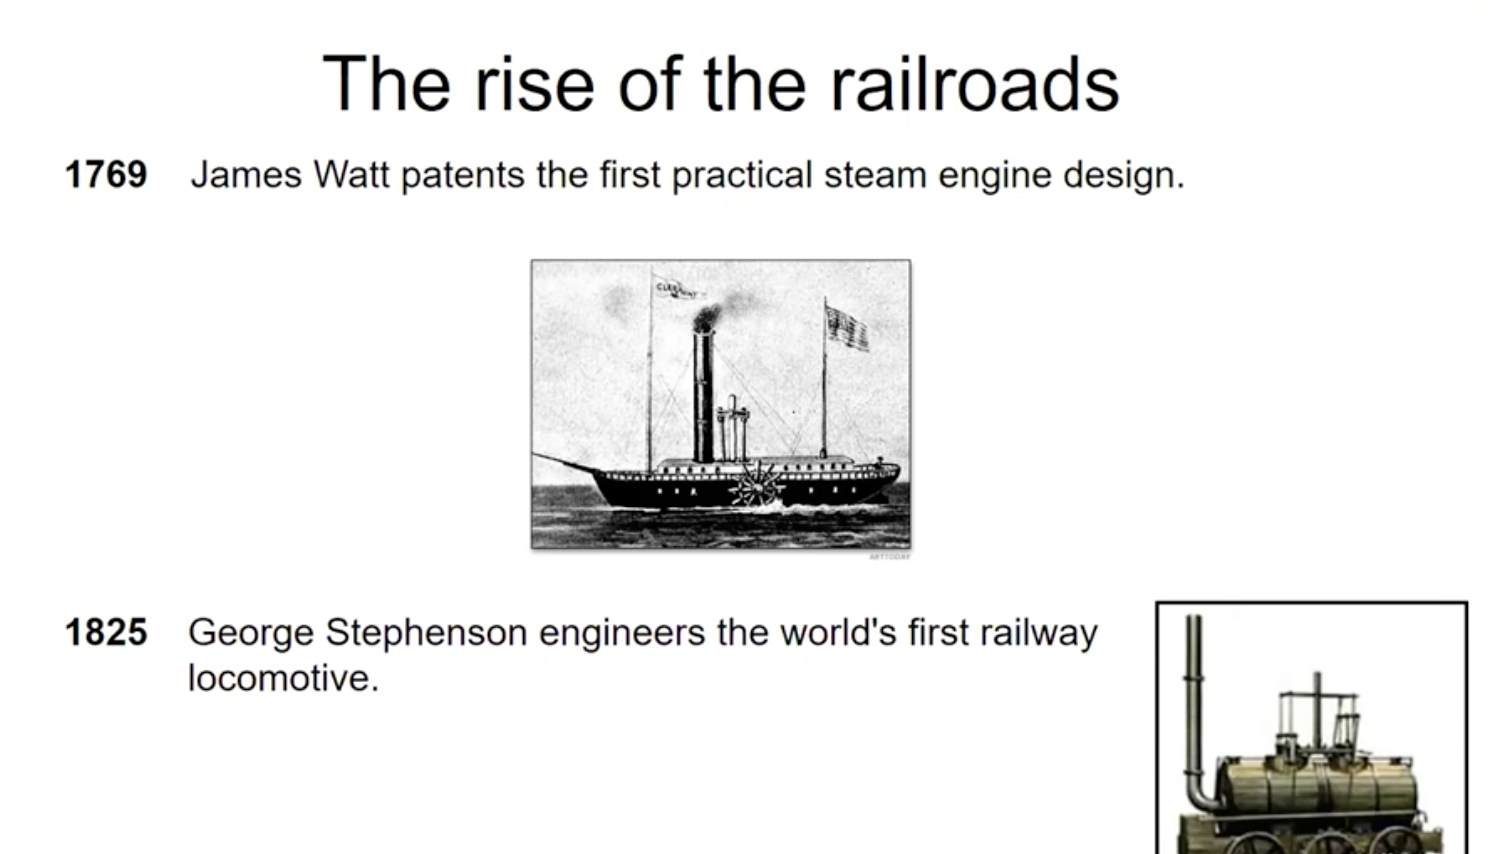 The rise of the railroads
1769 James Watt patents the first practical steam engine design.
ARTTODAY
1825 George Stephenson engineers the world's first railway
locomotive.